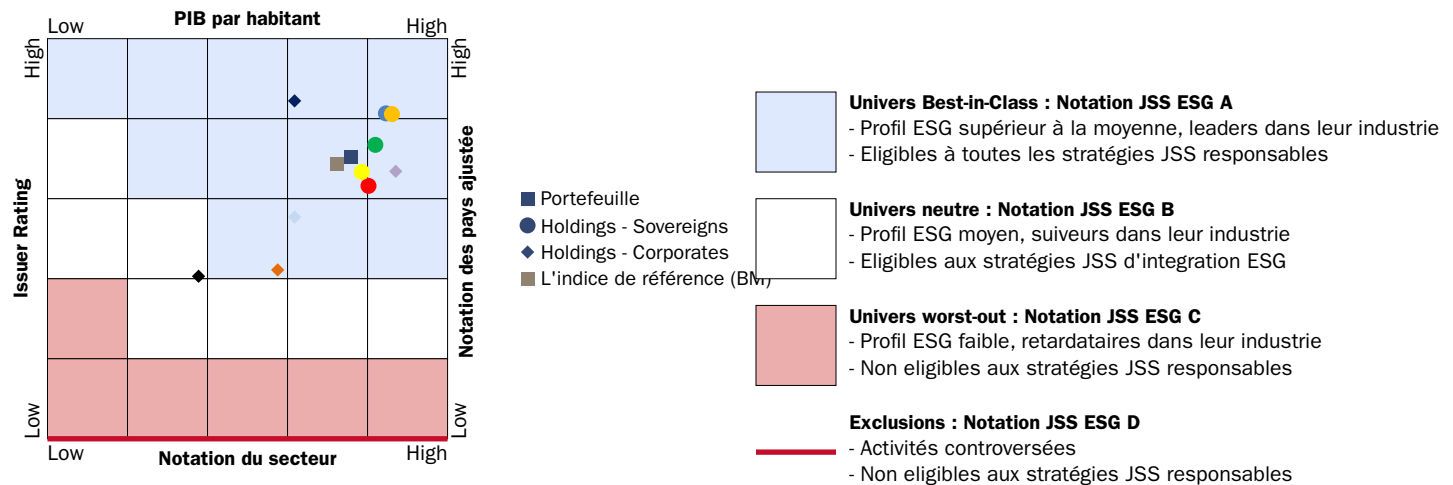 PIB par habitant
Low
High
High
High
Issuer Rating
Notation des pays ajustée
Low
Low
Low
High
Notation du secteur
Portefeuille
Holdings - Sovereigns
Holdings - Corporates
L'indice de référence (BM)
Univers Best-in-Class : Notation JSS ESG A
- Profil ESG supérieur à la moyenne, leaders dans leur industrie
- Eligibles à toutes les stratégies JSS responsables
Univers neutre : Notation JSS ESG B
- Profil ESG moyen, suiveurs dans leur industrie
- Eligibles aux stratégies JSS d'integration ESG
Univers worst-out : Notation JSS ESG C
- Profil ESG faible, retardataires dans leur industrie
- Non eligibles aux stratégies JSS responsables
Exclusions : Notation JSS ESG D
- Activités controversées
- Non eligibles aux stratégies JSS responsables